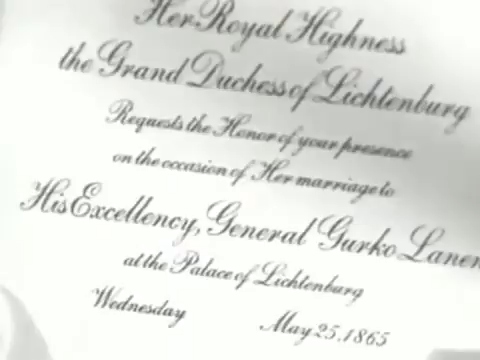 Her Royal Highness
the Grand Duchess of Lichtenburg
Requests the Honor of your presence
on the occasion of Her marriage to
His Excellency, General Gurko Lanen
at the Palace of Lichtenburg
Wednesday May 25, 1865